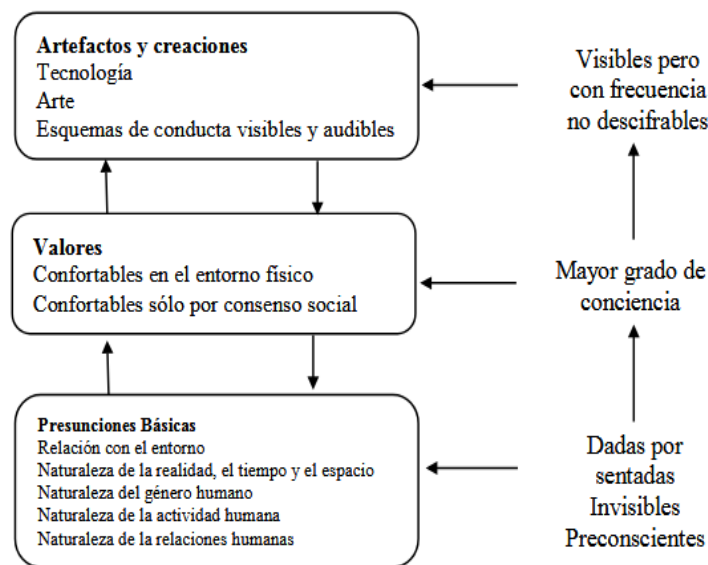 Artefactos y creaciones
Tecnología
Arte
Esquemas de conducta visibles y audibles
Visibles pero
con frecuencia
no descifrables
Valores
Confortables en el entorno físico
Confortables sólo por consenso social
Mayor grado de
conciencia
Presunciones Básicas
Relación con el entorno
Naturaleza de la realidad, el tiempo y el espacio
Naturaleza del género humano
Naturaleza de la actividad humana
Naturaleza de la relaciones humanas
Dadas por
sentadas
Invisibles
Preconscientes